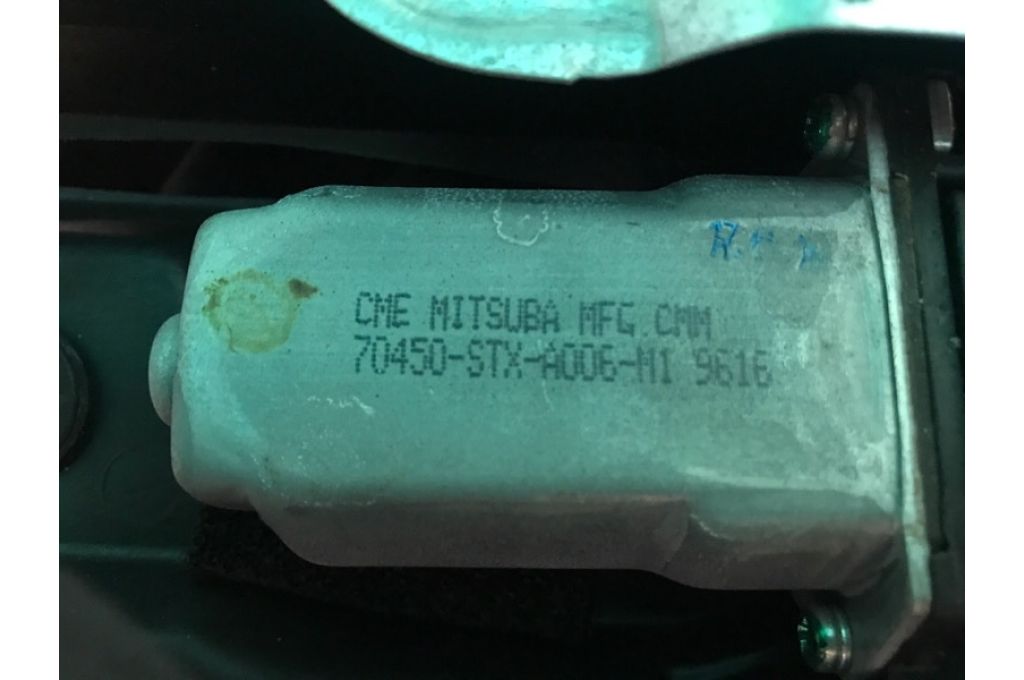 CME MITSUBA MFG CMM
70450-STX-A006-M1 9616